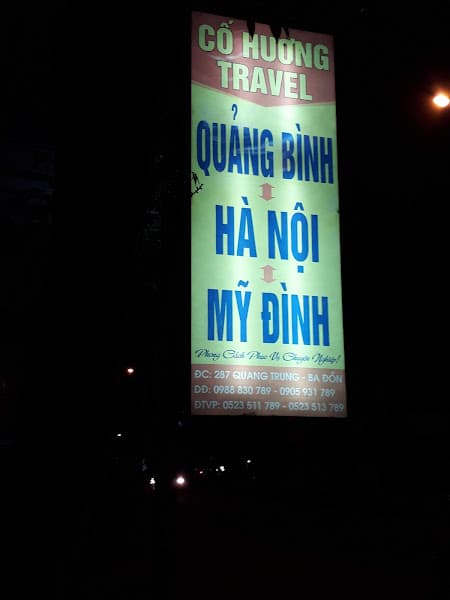 CỐ HƯƠNG
TRAVEL
QUẢNG BÌNH
HÀ NỘI
MỸ ĐÌNH
Phong Cách Phục Vụ Chuyên Nghiệp!
ĐC: 287 QUANG TRUNG - BA ĐỒN
DĐ: 0988 830 789 - 0905 931 789
ĐTVP: 0523 511 789 - 0523 513 789